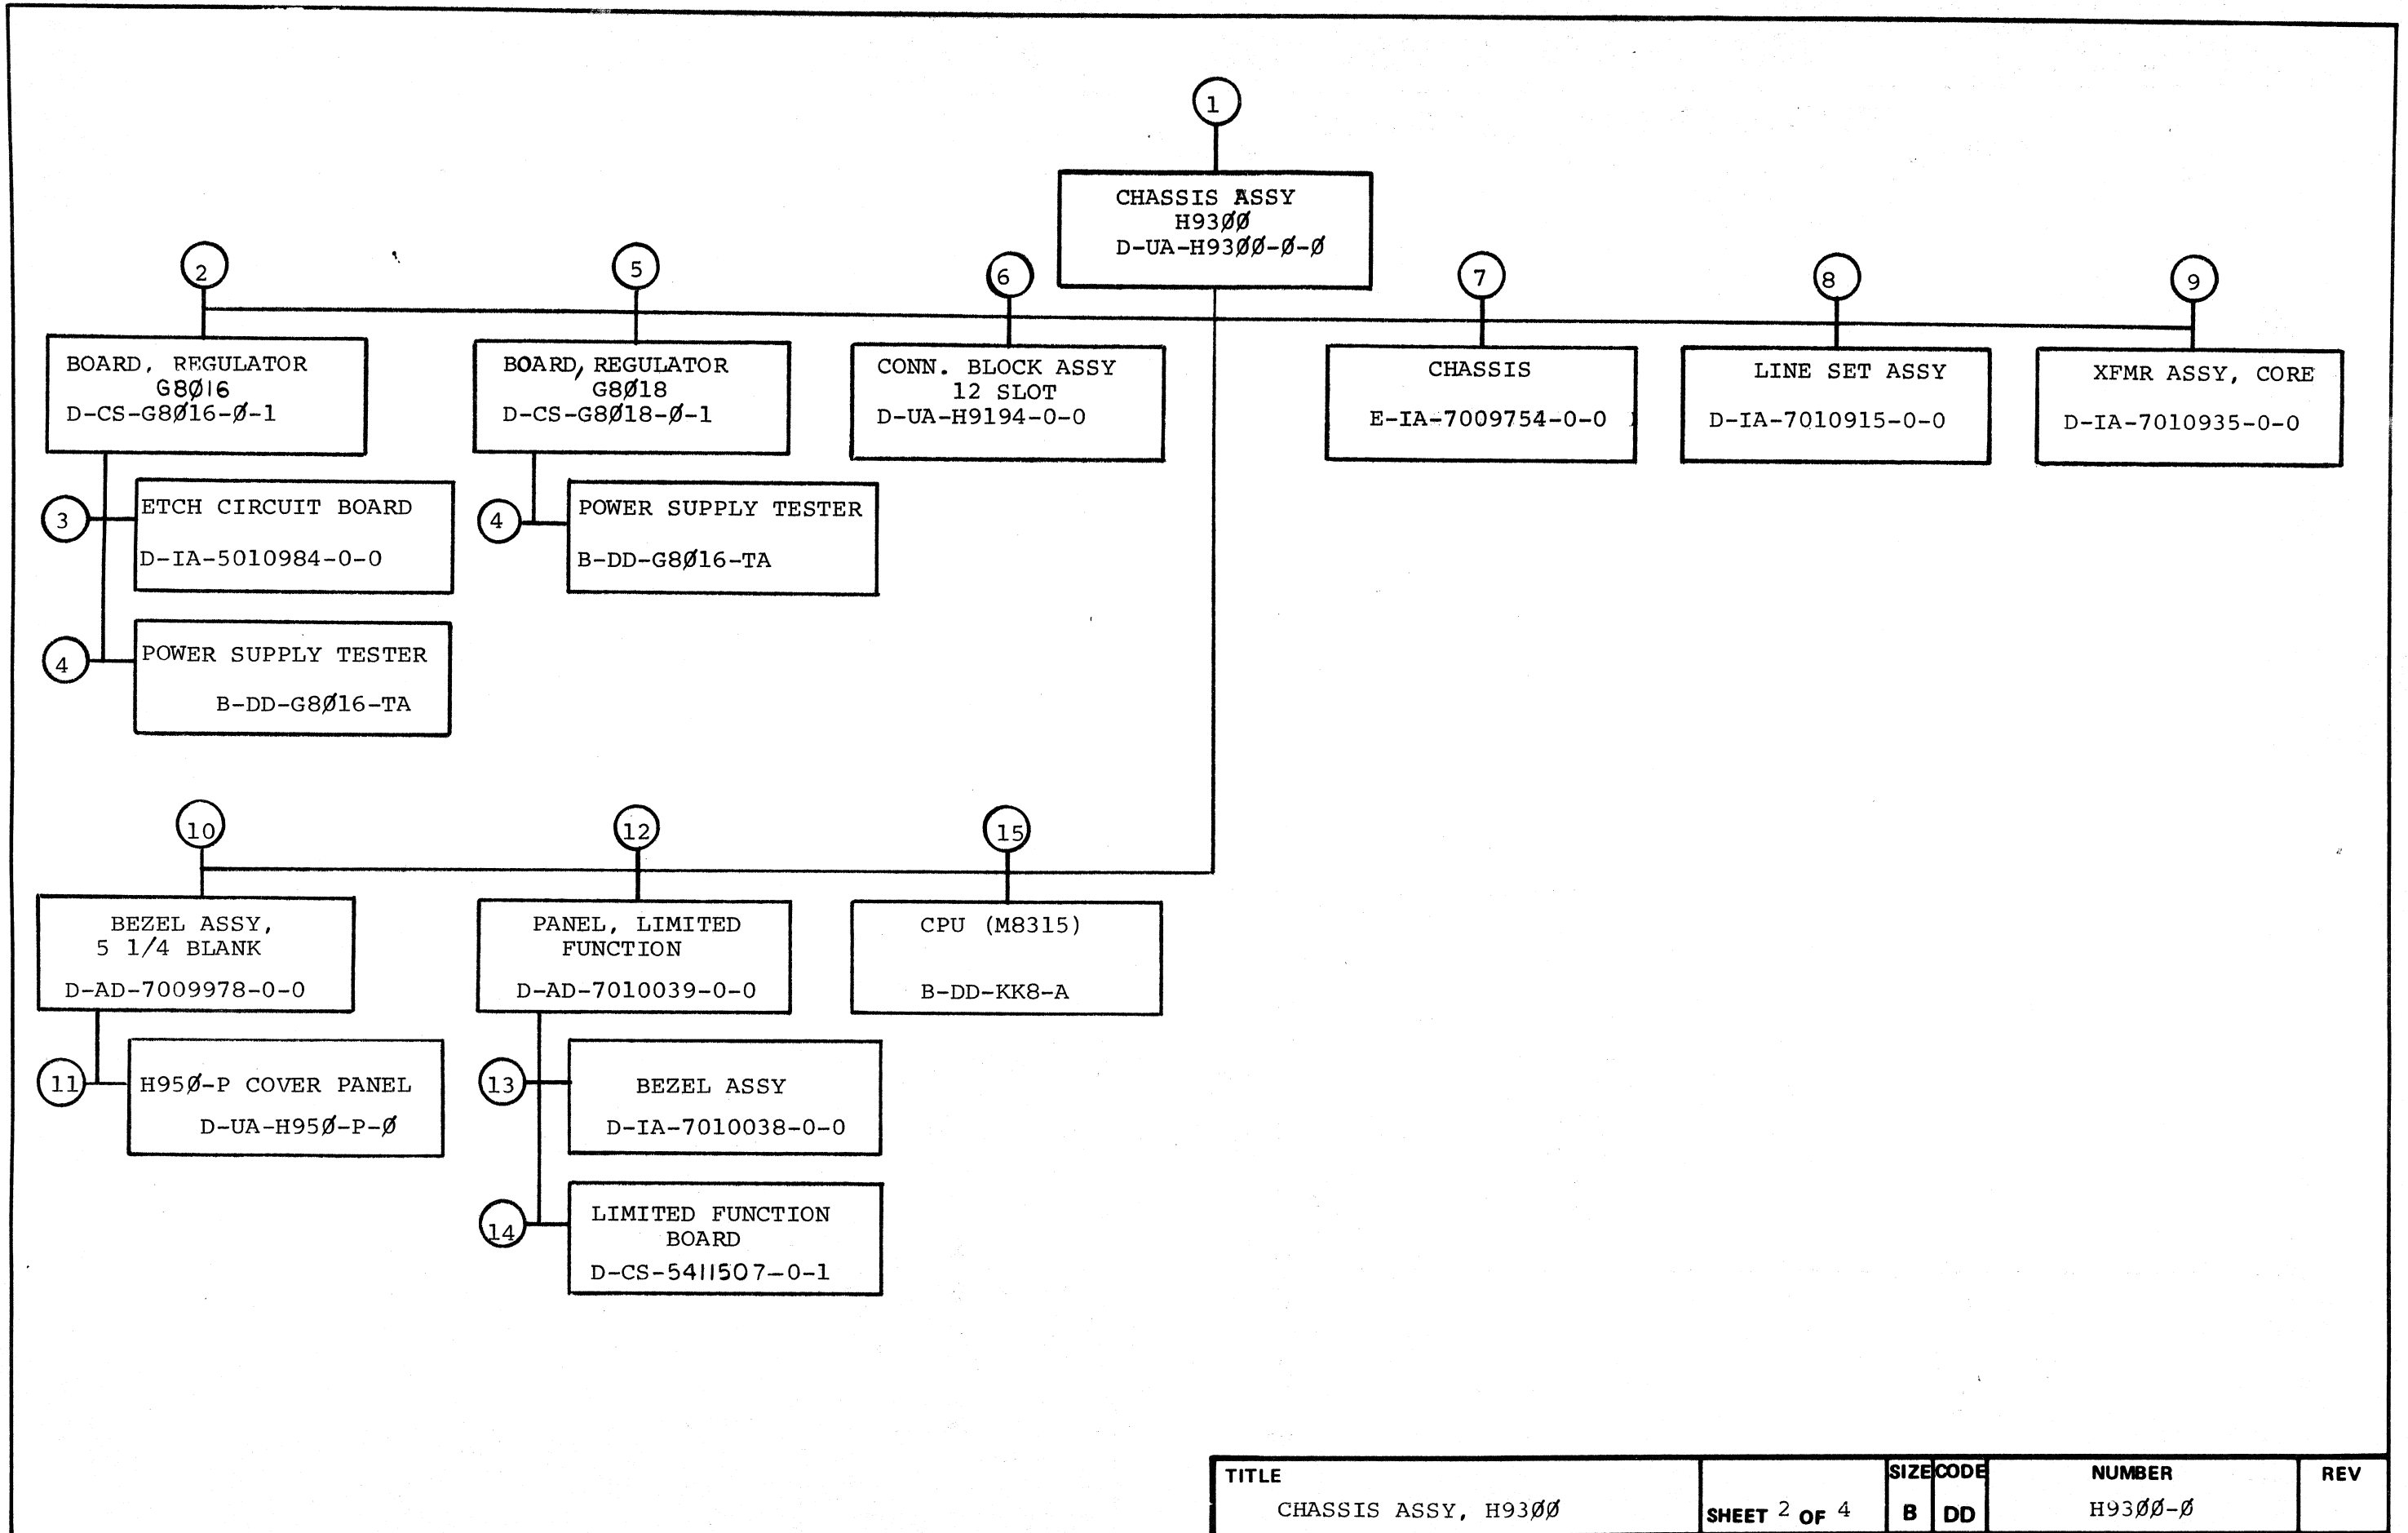 1
CHASSIS ASSY
H93ØØ
D-UA-H93ØØ-Ø-Ø
2
5
6
7
8
9
BOARD, REGULATOR
G8Ø16
D-CS-G8Ø16-Ø-1
BOARD, REGULATOR
G8Ø18
D-CS-G8Ø18-Ø-1
CONN. BLOCK ASSY
12 SLOT
D-UA-H9194-0-0
CHASSIS
E-IA-7009754-0-0
LINE SET ASSY
D-IA-7010915-0-0
XFMR ASSY, CORE
D-IA-7010935-0-0
3
ETCH CIRCUIT BOARD
D-IA-5010984-0-0
4
POWER SUPPLY TESTER
B-DD-G8Ø16-TA
4
POWER SUPPLY TESTER
B-DD-G8Ø16-TA
10
12
15
BEZEL ASSY,
5 1/4 BLANK
D-AD-7009978-0-0
PANEL, LIMITED
FUNCTION
D-AD-7010039-0-0
CPU (M8315)
B-DD-KK8-A
11
H95Ø-P COVER PANEL
D-UA-H95Ø-P-Ø
13
BEZEL ASSY
D-IA-7010038-0-0
14
LIMITED FUNCTION
BOARD
D-CS-5411507-0-1
TITLE
CHASSIS ASSY, H93ØØ
SHEET 2 OF 4
SIZE
B
CODE
DD
NUMBER
H93ØØ-Ø
REV